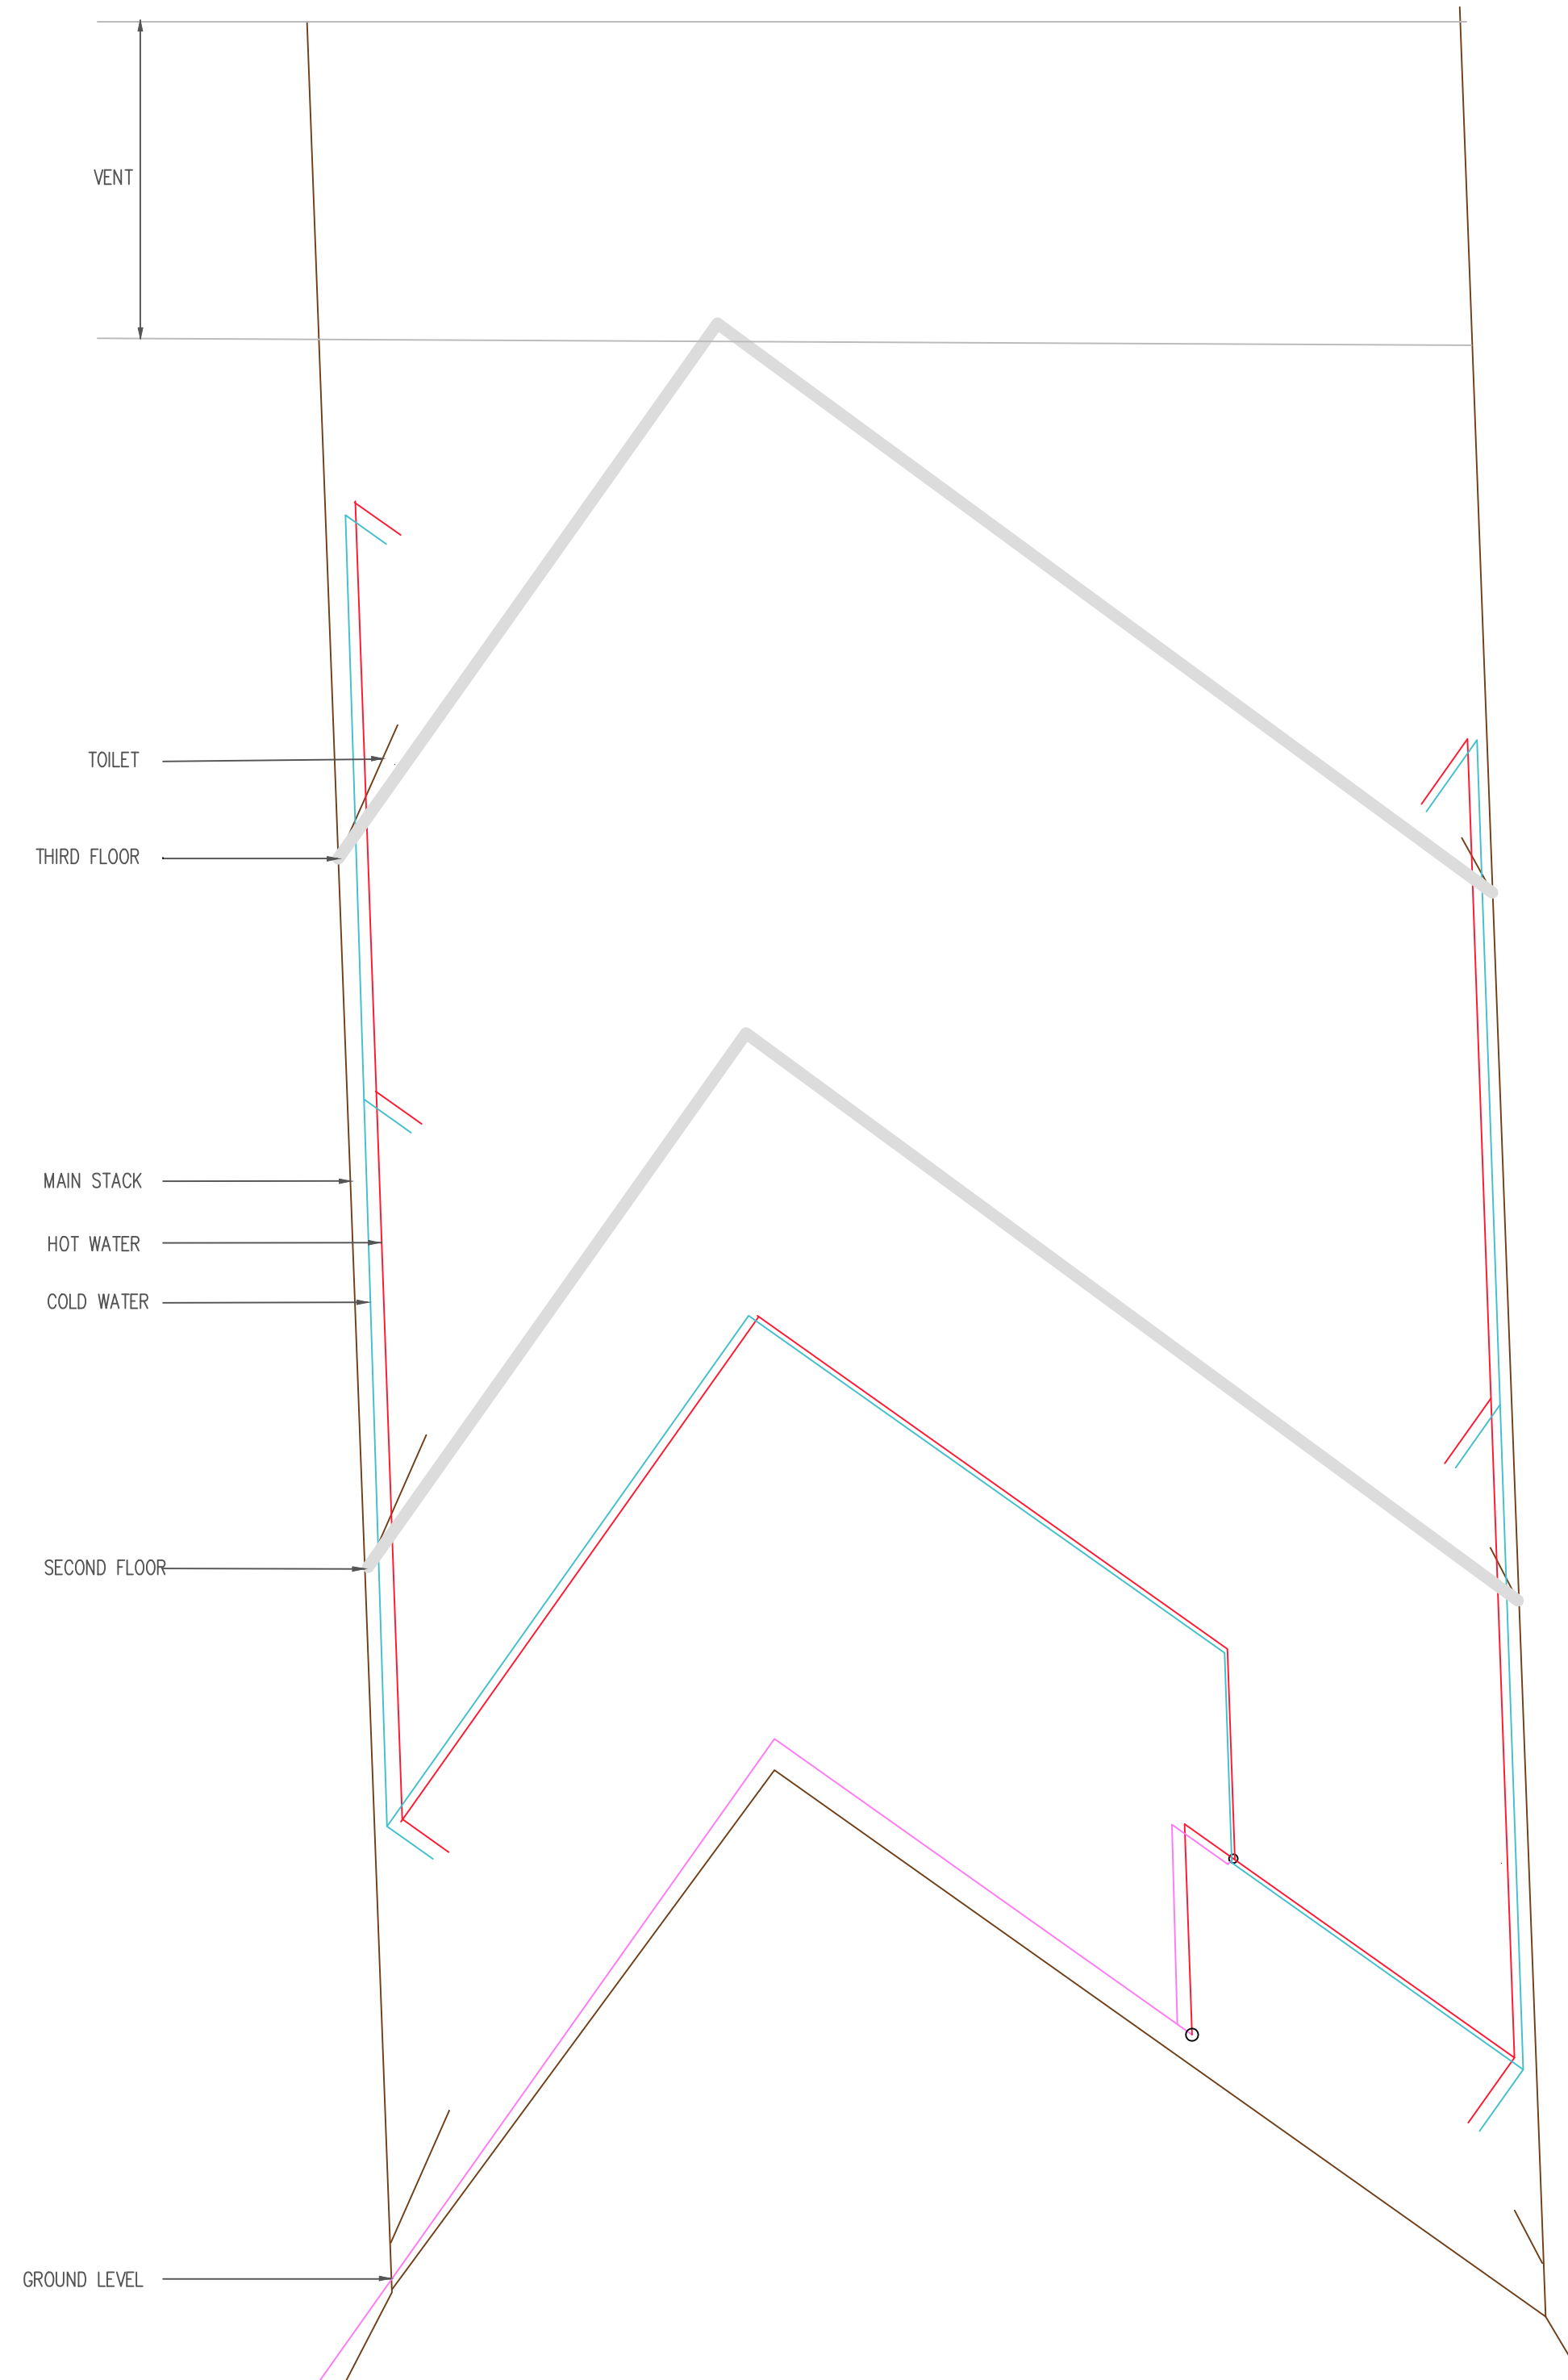 VENT
TOILET
THIRD FLOOR
MAIN STACK
HOT WATER
COLD WATER
SECOND FLOOR
GROUND LEVEL